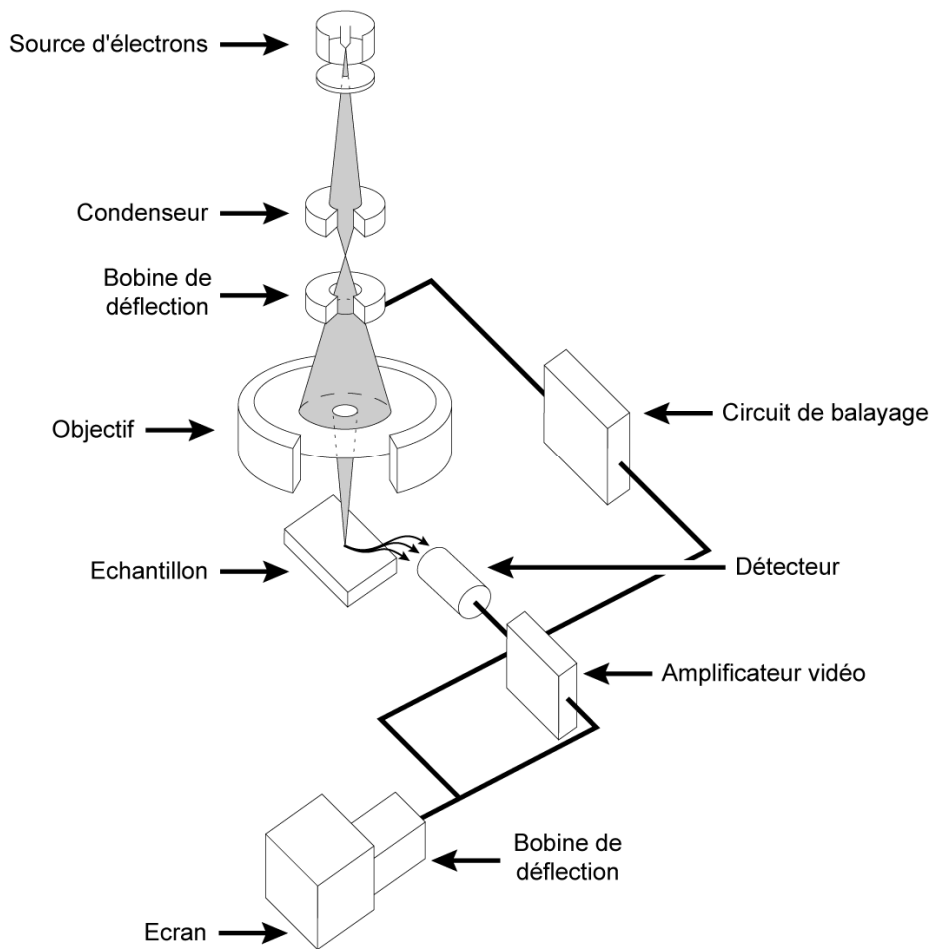 Source d'électrons
Condenseur
Bobine de
déflection
Circuit de balayage
Objectif
Echantillon
Détecteur
Amplificateur vidéo
Bobine de
déflection
Ecran